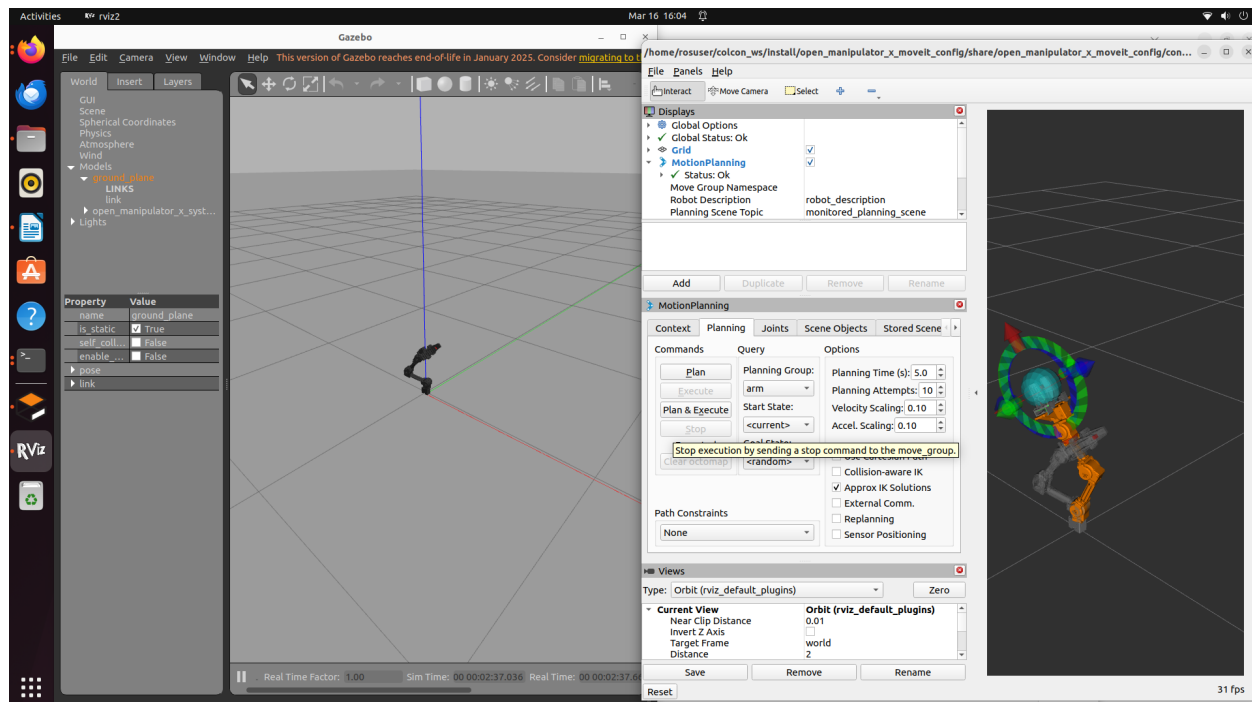 Activities
RViz rviz2
Mar 16 16:04
Gazebo
File Edit Camera View Window Help This version of Gazebo reaches end-of-life in January 2025. Consider migrating to t
World Insert Layers
GUI
Scene
Spherical Coordinates
Physics
Atmosphere
Wind
Models
ground_plane
LINKS
link
open_manipulator_x_syst...
Lights
Property Value
name ground_plane
is_static True
self_coll... False
enable_... False
pose
link
Real Time Factor: 1.00 Sim Time: 00 00:02:37.036 Real Time: 00 00:02:37.6
/home/rosuser/colcon_ws/install/open_manipulator_x_moveit_config/share/open_manipulator_x_moveit_config/con...
File Panels Help
Interact Move Camera Select
Displays
Global Options
Global Status: Ok
Grid
MotionPlanning
Status: Ok
Move Group Namespace
Robot Description robot_description
Planning Scene Topic monitored_planning_scene
Add Duplicate Remove Rename
MotionPlanning
Context Planning Joints Scene Objects Stored Scene
Commands Query Options
Plan Planning Group: Planning Time (s): 5.0
Execute arm Planning Attempts: 10
Plan & Execute Start State: Velocity Scaling: 0.10
Stop <current> Accel. Scaling: 0.10
Stop execution by sending a stop command to the move_group.
Clear octomap <random>
Collision-aware IK
Approx IK Solutions
External Comm.
Path Constraints Replanning
None Sensor Positioning
Views
Type: Orbit (rviz_default_plugins) Zero
Current View Orbit (rviz_default_plugins)
Near Clip Distance 0.01
Invert Z Axis
Target Frame world
Distance 2
Save Remove Rename
Reset
31 fps
RViz